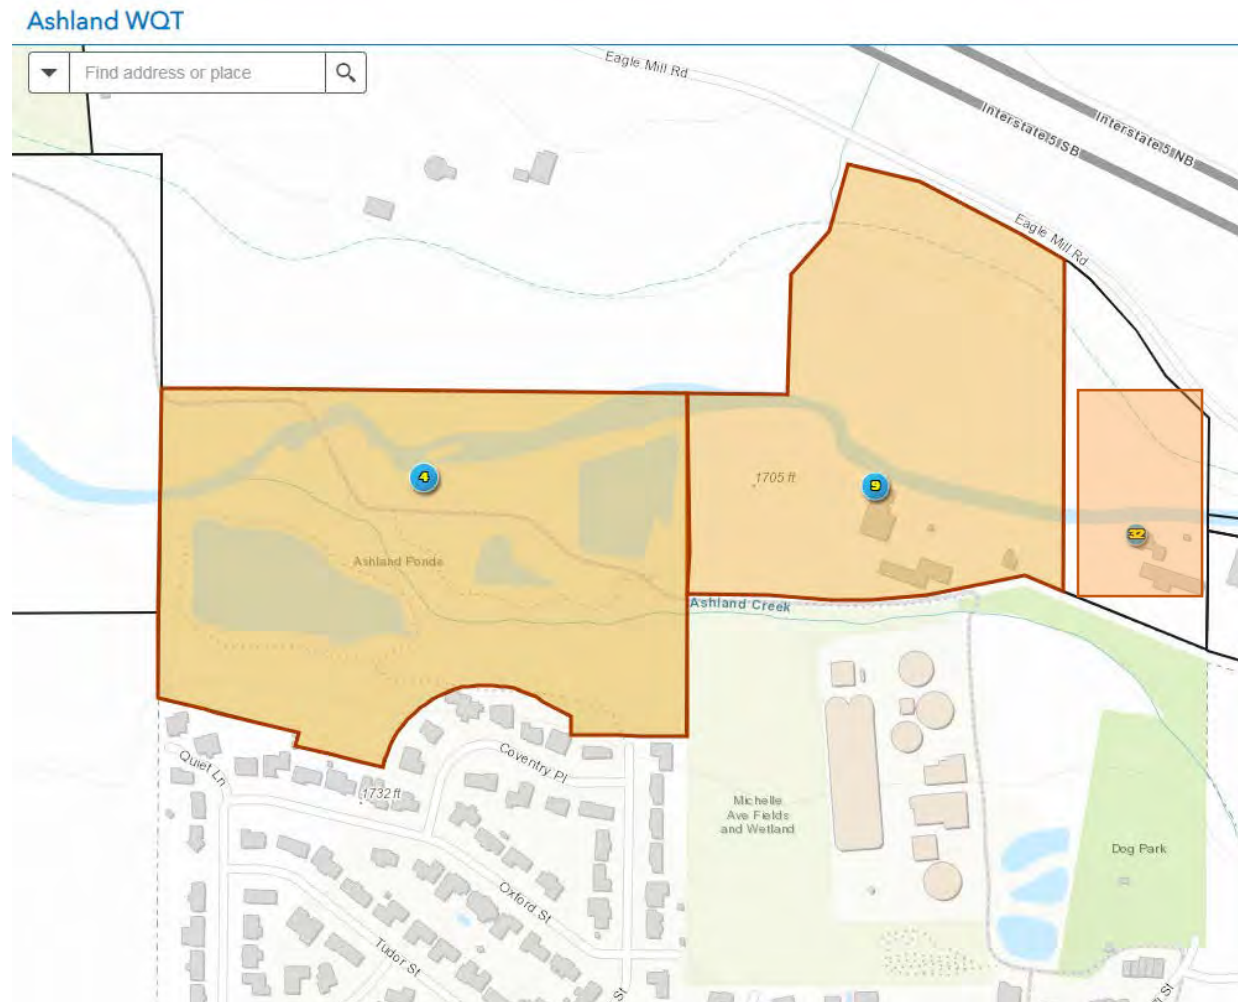 Ashland WQT
Find address or place
Eagle Mill Rd
Interstate 5 SB
Interstate 5 NB
Eagle Mill Rd
4
1705 ft
9
32
Ashland Ponds
Ashland Creek
Quiet Ln
Coventry Pl
1732 ft
Michelle
Ave Fields
and Wetland
Dog Park
Oxford St
Tudor St
St
St